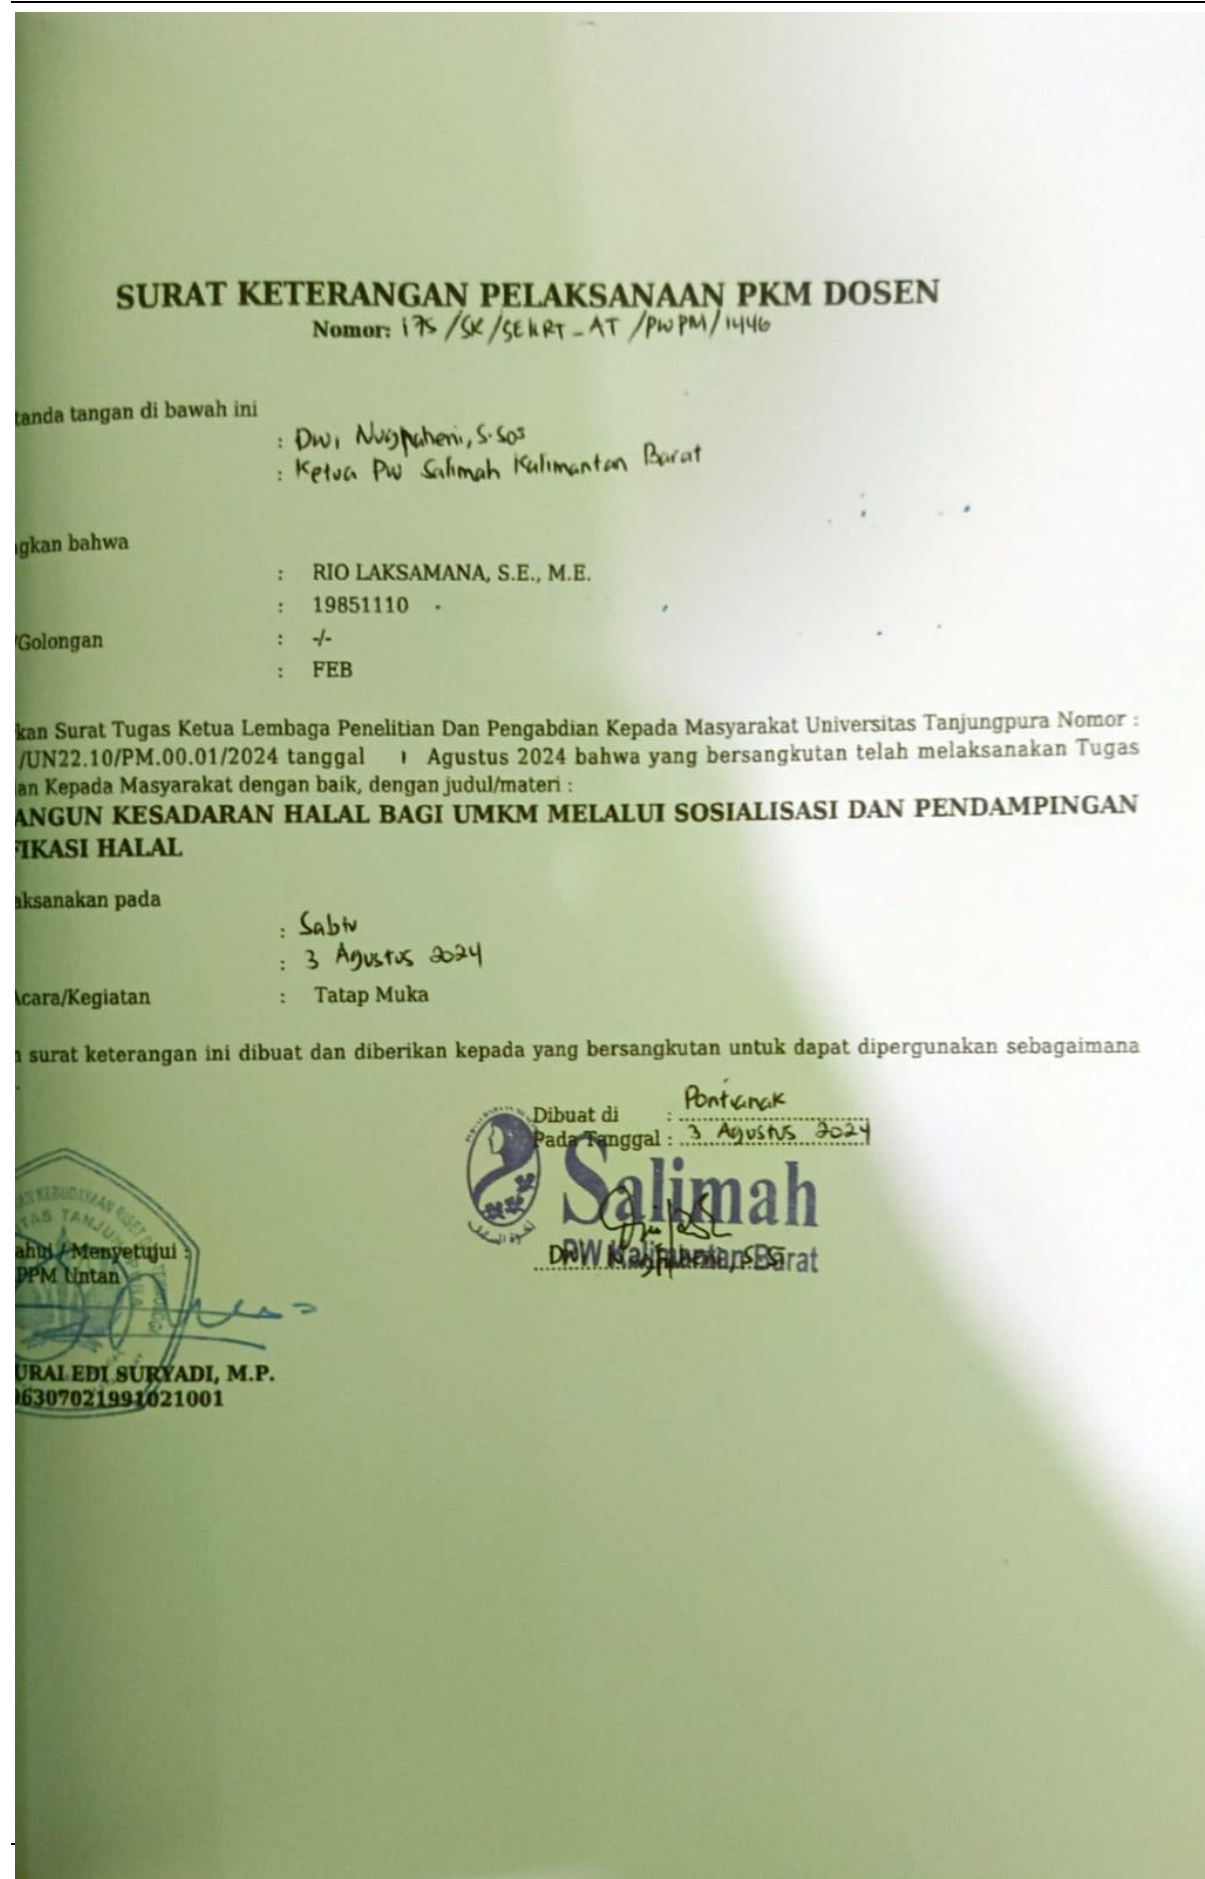 SURAT KETERANGAN PELAKSANAAN PKM DOSEN
Nomor: 175/SK/SEKRT-AT/PWPM/1446
tanda tangan di bawah ini
: Dwi, S.Sos
: Ketua PW Salimah Kalimantan Barat
gkan bahwa
: RIO LAKSAMANA, S.E., M.E.
: 19851110
/Golongan : -/-
: FEB
kan Surat Tugas Ketua Lembaga Penelitian Dan Pengabdian Kepada Masyarakat Universitas Tanjungpura Nomor :
/UN22.10/PM.00.01/2024 tanggal 1 Agustus 2024 bahwa yang bersangkutan telah melaksanakan Tugas
an Kepada Masyarakat dengan baik, dengan judul/materi :
ANGUN KESADARAN HALAL BAGI UMKM MELALUI SOSIALISASI DAN PENDAMPINGAN
FIKASI HALAL
aksanakan pada
: Sabtu
: 3 Agustus 2024
Acara/Kegiatan : Tatap Muka
surat keterangan ini dibuat dan diberikan kepada yang bersangkutan untuk dapat dipergunakan sebagaimana
Dibuat di : Pontianak
Pada Tanggal : 3 Agustus 2024
Salimah
PW Kalimantan Barat
ahui / Menyetujui :
PPM Untan
URALEDI SURYADI, M.P.
96307021991021001